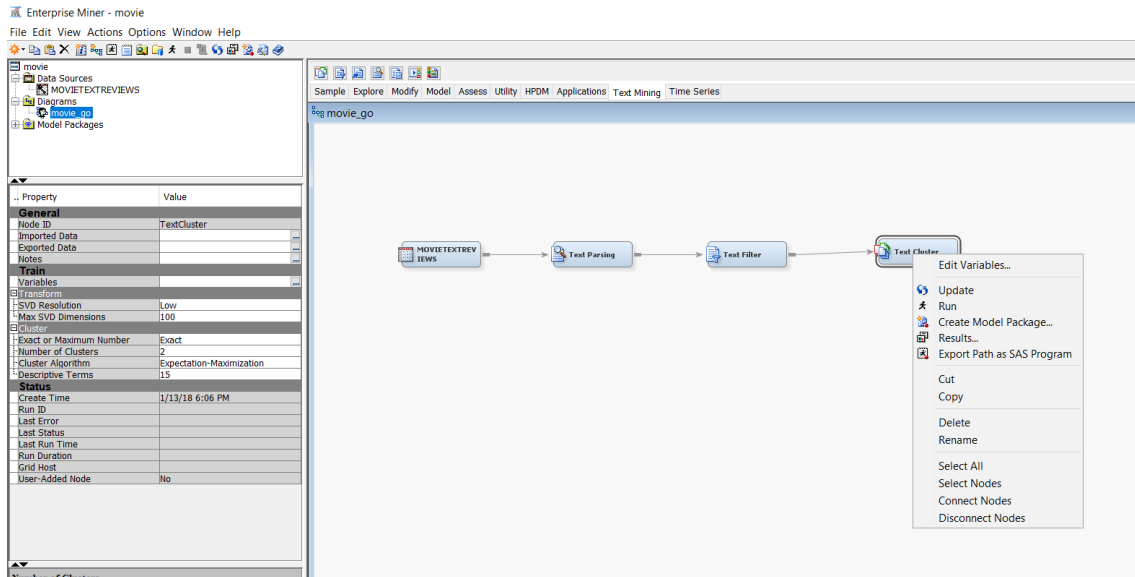 Enterprise Miner - movie
File Edit View Actions Options Window Help
movie
Data Sources
MOVIETEXTREVIEWS
Diagrams
movie_go
Model Packages
.. Property Value
General
Node ID TextCluster
Imported Data ...
Exported Data ...
Notes ...
Train
Variables ...
Transform
SVD Resolution Low
Max SVD Dimensions 100
Cluster
Exact or Maximum Number Exact
Number of Clusters 2
Cluster Algorithm Expectation-Maximization
Descriptive Terms 15
Status
Create Time 1/13/18 6:06 PM
Run ID
Last Error
Last Status
Last Run Time
Run Duration
Grid Host
User-Added Node No
Number of Clusters
Sample Explore Modify Model Assess Utility HPDM Applications Text Mining Time Series
movie_go
MOVIETEXTREV
IEWS
Text Parsing
Text Filter
Text Cluster
Edit Variables...
Update
Run
Create Model Package...
Results...
Export Path as SAS Program
Cut
Copy
Delete
Rename
Select All
Select Nodes
Connect Nodes
Disconnect Nodes